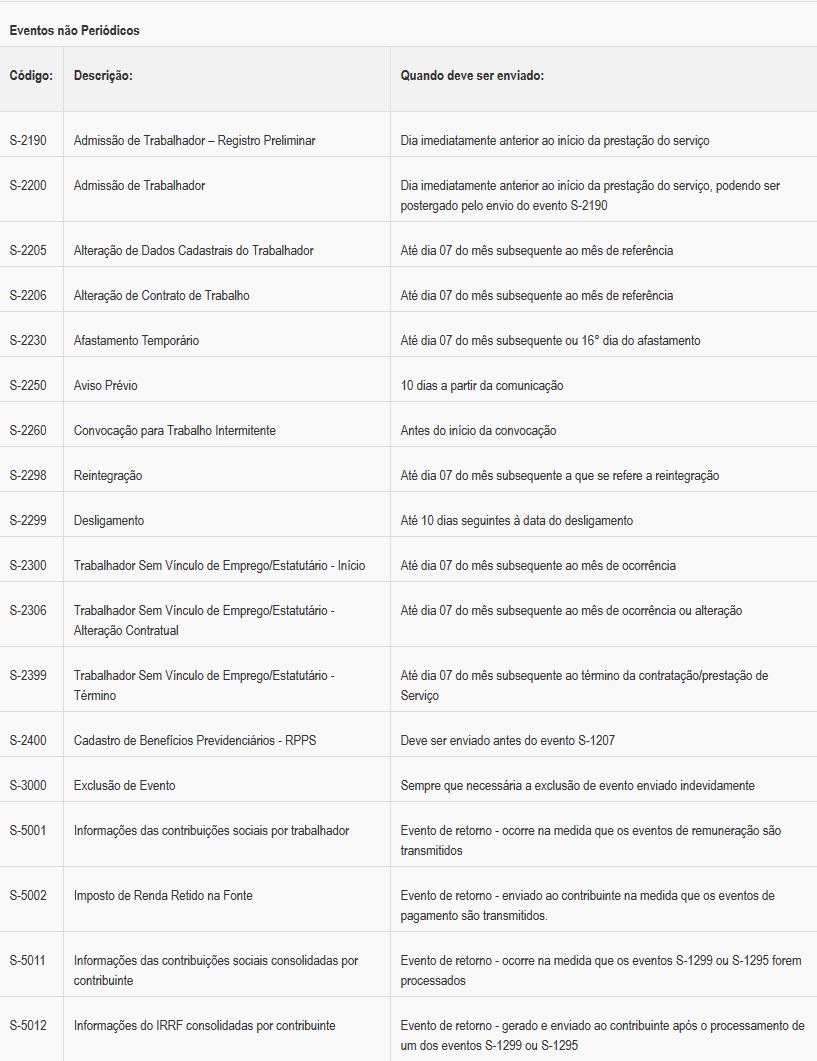 Eventos não Periódicos
Código: Descrição: Quando deve ser enviado:
S-2190 Admissão de Trabalhador – Registro Preliminar Dia imediatamente anterior ao início da prestação do serviço
S-2200 Admissão de Trabalhador Dia imediatamente anterior ao início da prestação do serviço, podendo ser
postergado pelo envio do evento S-2190
S-2205 Alteração de Dados Cadastrais do Trabalhador Até dia 07 do mês subsequente ao mês de referência
S-2206 Alteração de Contrato de Trabalho Até dia 07 do mês subsequente ao mês de referência
S-2230 Afastamento Temporário Até dia 07 do mês subsequente ou 16° dia do afastamento
S-2250 Aviso Prévio 10 dias a partir da comunicação
S-2260 Convocação para Trabalho Intermitente Antes do início da convocação
S-2298 Reintegração Até dia 07 do mês subsequente a que se refere a reintegração
S-2299 Desligamento Até 10 dias seguintes à data do desligamento
S-2300 Trabalhador Sem Vínculo de Emprego/Estatutário - Início Até dia 07 do mês subsequente ao mês de ocorrência
S-2306 Trabalhador Sem Vínculo de Emprego/Estatutário - Até dia 07 do mês subsequente ao mês de ocorrência ou alteração
Alteração Contratual
S-2399 Trabalhador Sem Vínculo de Emprego/Estatutário - Até dia 07 do mês subsequente ao término da contratação/prestação de
Término Serviço
S-2400 Cadastro de Benefícios Previdenciários - RPPS Deve ser enviado antes do evento S-1207
S-3000 Exclusão de Evento Sempre que necessária a exclusão de evento enviado indevidamente
S-5001 Informações das contribuições sociais por trabalhador Evento de retorno - ocorre na medida que os eventos de remuneração são
transmitidos
S-5002 Imposto de Renda Retido na Fonte Evento de retorno - enviado ao contribuinte na medida que os eventos de
pagamento são transmitidos.
S-5011 Informações das contribuições sociais consolidadas por Evento de retorno - ocorre na medida que os eventos S-1299 ou S-1295 forem
contribuinte processados
S-5012 Informações do IRRF consolidadas por contribuinte Evento de retorno - gerado e enviado ao contribuinte após o processamento de
um dos eventos S-1299 ou S-1295